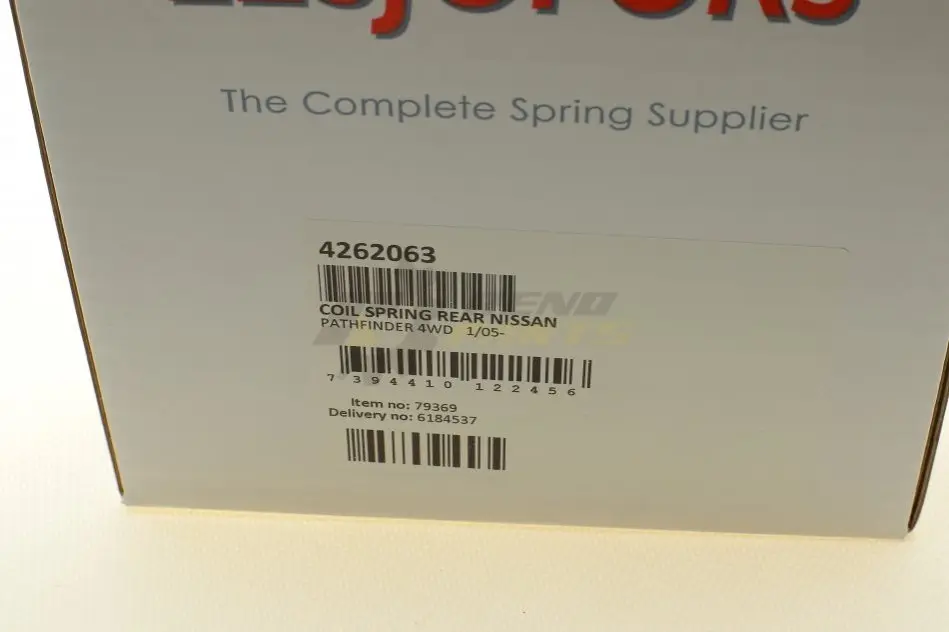 The Complete Spring Supplier
4262063
COIL SPRING REAR NISSAN
PATHFINDER 4WD 1/05-
7 394410 122456
Item no: 79369
Delivery no: 6184537